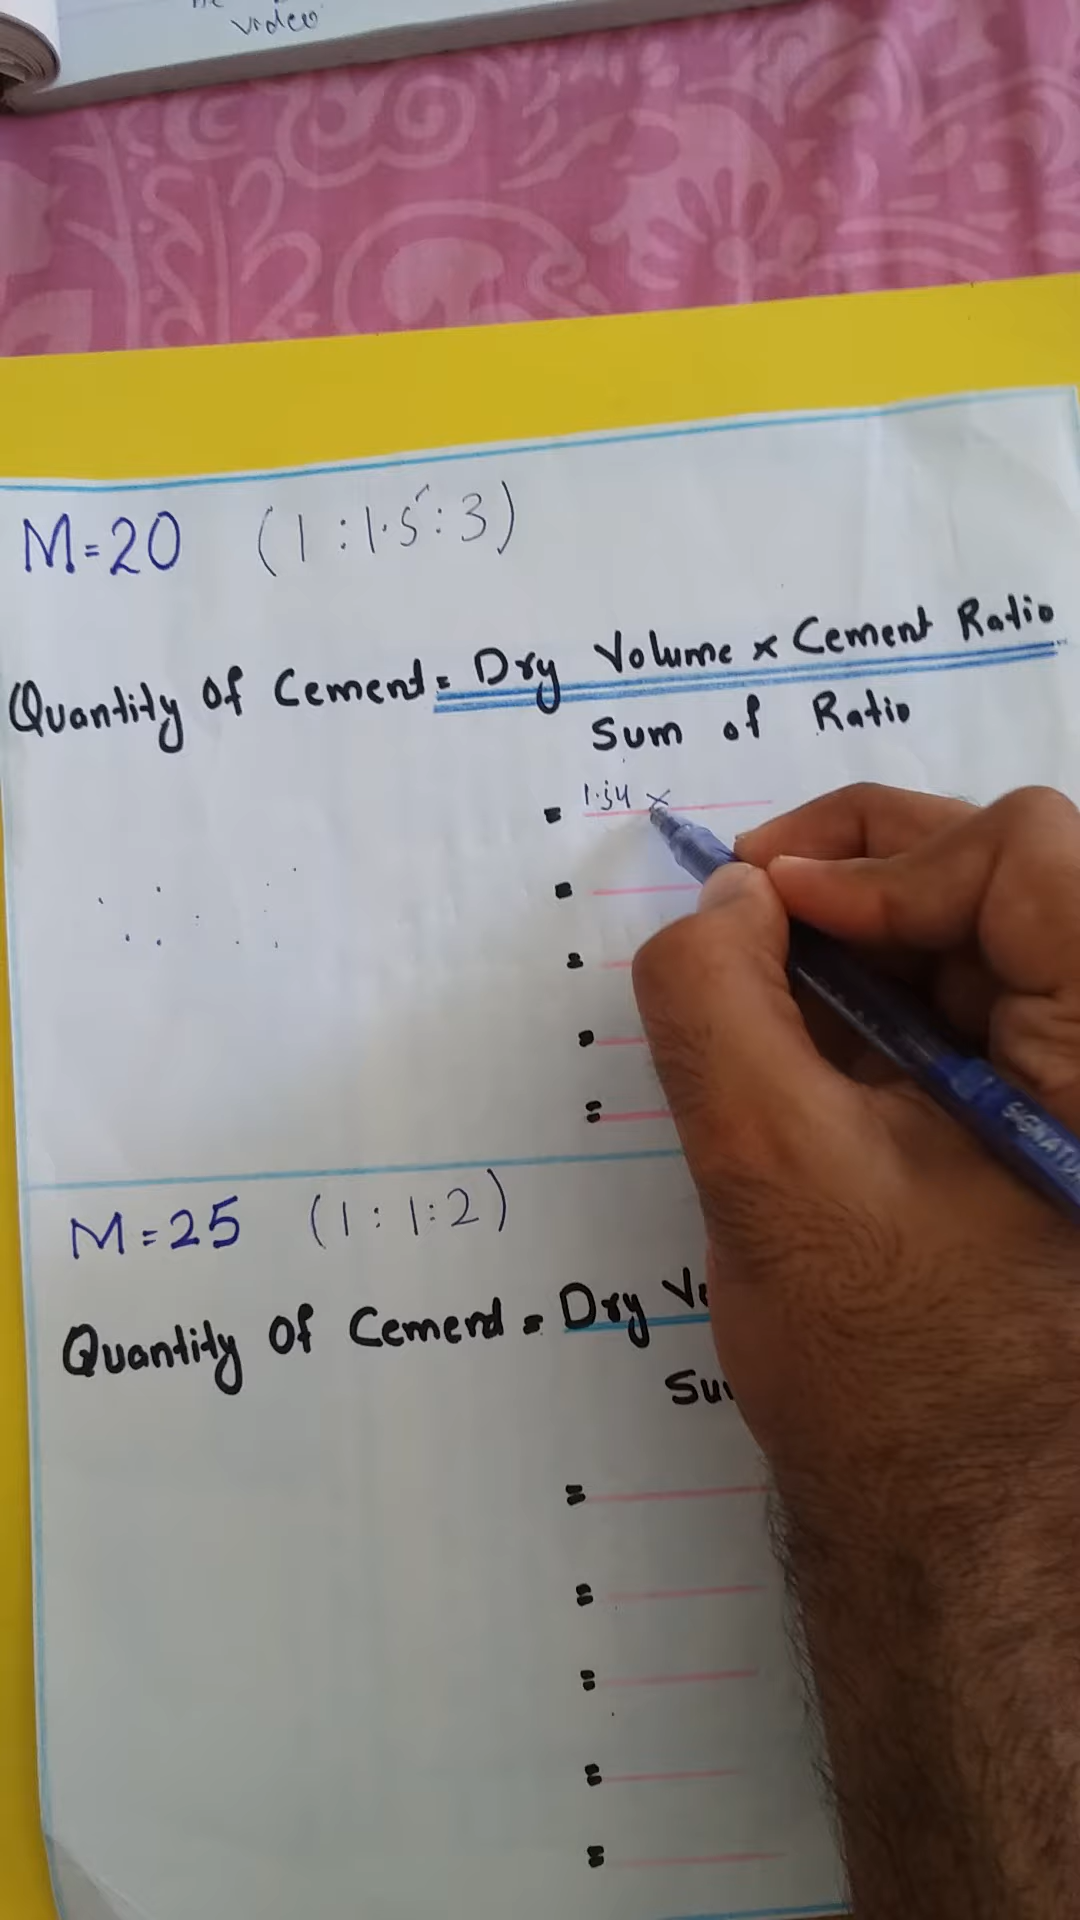 video
M=20 (1:1.5:3)
Quantity Of Cement = Dry Volume x Cement Ratio
Sum of Ratio
= 1.54 x
=
=
=
=
M=25 (1:1:2)
Quantity Of Cement = Dry
=
=
=
=
=